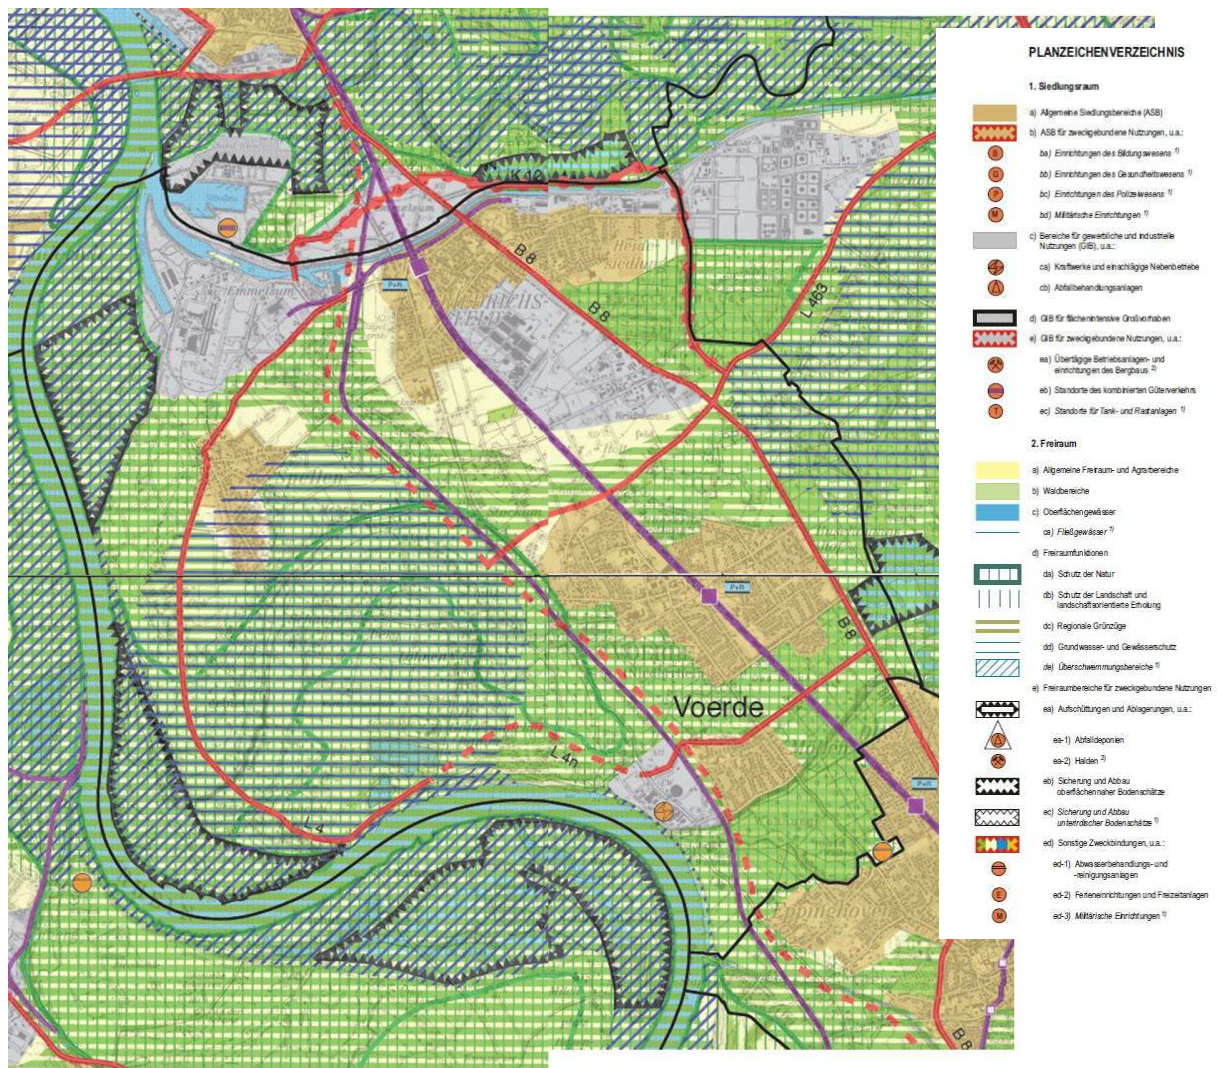 PLANZEICHENVERZEICHNIS
1. Siedlungsraum
a) Allgemeine Siedlungsbereiche (ASB)
b) ASB für zweckgebundene Nutzungen, u.a.:
ba) Einrichtungen des Bildungswesens 1)
bb) Einrichtungen des Gesundheitswesens 1)
bc) Einrichtungen des Polizeiwesens 1)
bd) Militärische Einrichtungen 1)
c) Bereiche für gewerbliche und industrielle
Nutzungen (GIB), u.a.:
ca) Kraftwerke und einschlägige Nebenbetriebe
cb) Abfallbehandlungsanlagen
d) GIB für flächenintensive Großvorhaben
e) GIB für zweckgebundene Nutzungen, u.a.:
ea) Übertägige Betriebsanlagen- und
einrichtungen des Bergbaus 2)
eb) Standorte des kombinierten Güterverkehrs
ec) Standorte für Tank- und Rastanlagen 1)
2. Freiraum
a) Allgemeine Freiraum- und Agrarbereiche
b) Waldbereiche
c) Oberflächengewässer
ca) Fließgewässer 1)
d) Freiraumfunktionen
da) Schutz der Natur
db) Schutz der Landschaft und
landschaftsorientierte Erholung
dc) Regionale Grünzüge
dd) Grundwasser- und Gewässerschutz
de) Überschwemmungsbereiche 1)
e) Freiraumbereiche für zweckgebundene Nutzungen
ea) Aufschüttungen und Ablagerungen, u.a.:
ea-1) Abfalldeponien
ea-2) Halden 2)
eb) Sicherung und Abbau
oberflächennaher Bodenschätze
ec) Sicherung und Abbau
unterirdischer Bodenschätze 1)
ed) Sonstige Zweckbindungen, u.a.:
ed-1) Abwasserbehandlungs- und
-reinigungsanlagen
ed-2) Ferieneinrichtungen und Freizeitanlagen
ed-3) Militärische Einrichtungen 1)
B
G
P
M
T
E
M
K 12
Emmelsum
B 8
P+R
Emmelsum
B 8
L 463
P+R
B 8
Voerde
L 4n
P+R
L 4
Eppinghoven
B 8